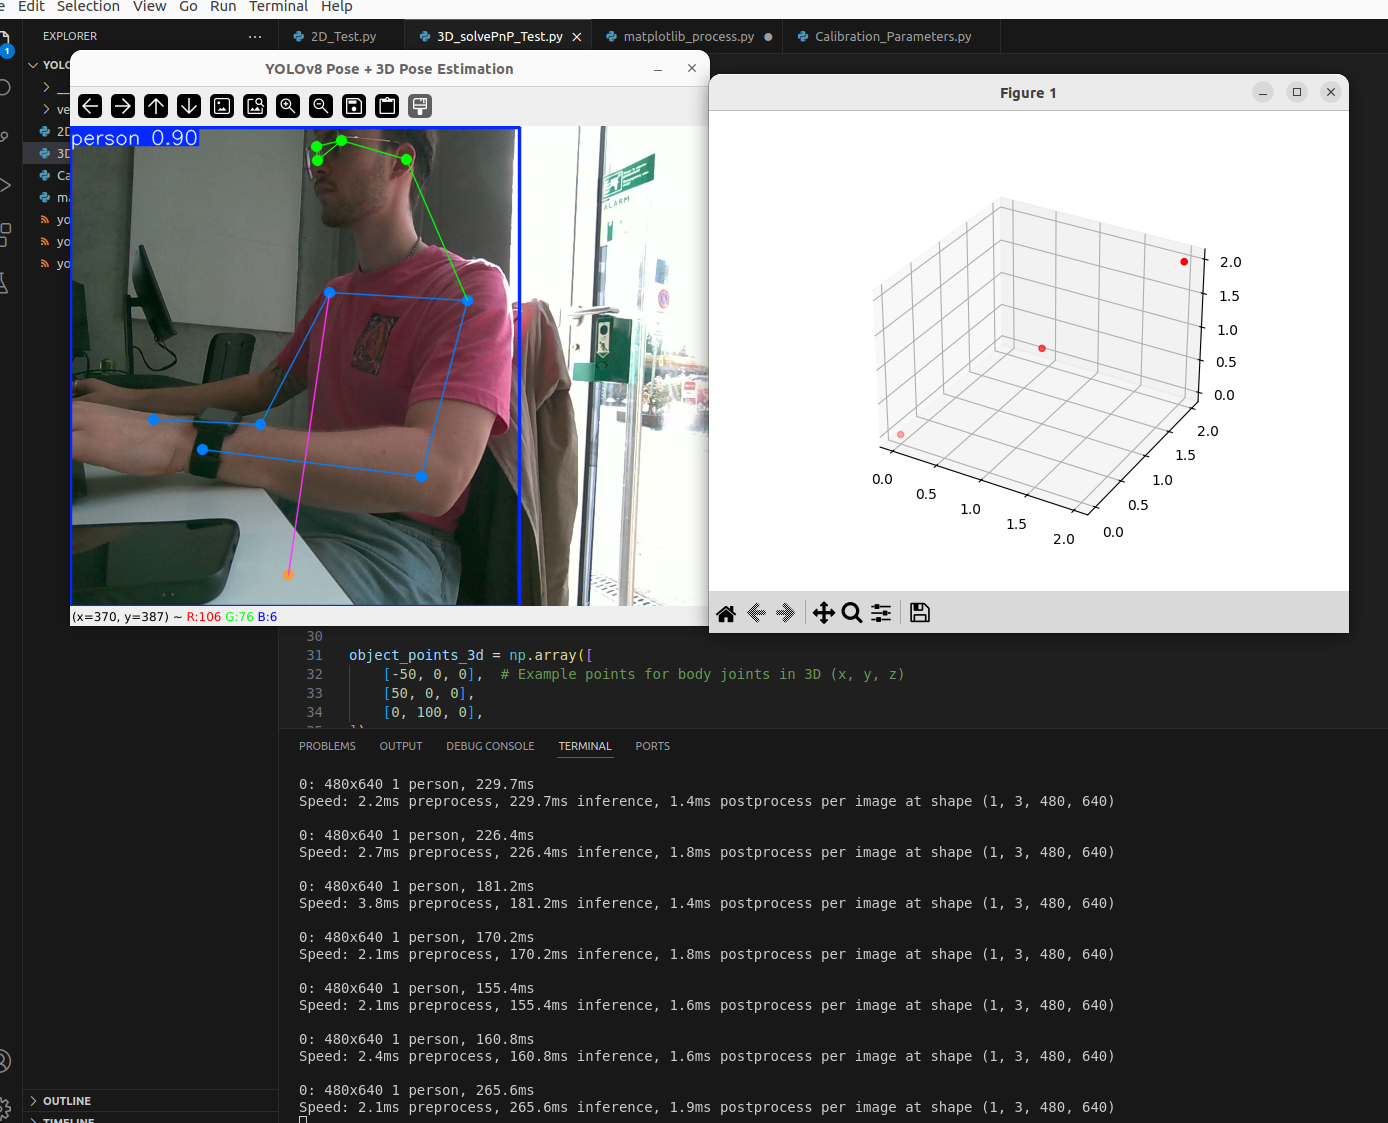 Edit Selection View Go Run Terminal Help
1
EXPLORER ...
2D_Test.py
3D_solvePnP_Test.py
matplotlib_process.py
Calibration_Parameters.py
YOLO
ve
2D
3D
Ca
ma
yo
yo
yo
YOLOv8 Pose + 3D Pose Estimation
person 0.90
ALARM
(x=370, y=387) ~ R:106 G:76 B:6
Figure 1
2.0
1.5
1.0
0.5
0.0
0.0
0.5
1.0
1.5
2.0
2.0
1.5
1.0
0.5
0.0
30
31 object_points_3d = np.array([
32 [-50, 0, 0], # Example points for body joints in 3D (x, y, z)
33 [50, 0, 0],
34 [0, 100, 0],
PROBLEMS OUTPUT DEBUG CONSOLE TERMINAL PORTS
0: 480x640 1 person, 229.7ms
Speed: 2.2ms preprocess, 229.7ms inference, 1.4ms postprocess per image at shape (1, 3, 480, 640)
0: 480x640 1 person, 226.4ms
Speed: 2.7ms preprocess, 226.4ms inference, 1.8ms postprocess per image at shape (1, 3, 480, 640)
0: 480x640 1 person, 181.2ms
Speed: 3.8ms preprocess, 181.2ms inference, 1.4ms postprocess per image at shape (1, 3, 480, 640)
0: 480x640 1 person, 170.2ms
Speed: 2.1ms preprocess, 170.2ms inference, 1.8ms postprocess per image at shape (1, 3, 480, 640)
0: 480x640 1 person, 155.4ms
Speed: 2.1ms preprocess, 155.4ms inference, 1.6ms postprocess per image at shape (1, 3, 480, 640)
0: 480x640 1 person, 160.8ms
Speed: 2.4ms preprocess, 160.8ms inference, 1.6ms postprocess per image at shape (1, 3, 480, 640)
0: 480x640 1 person, 265.6ms
Speed: 2.1ms preprocess, 265.6ms inference, 1.9ms postprocess per image at shape (1, 3, 480, 640)
OUTLINE
TIMELINE